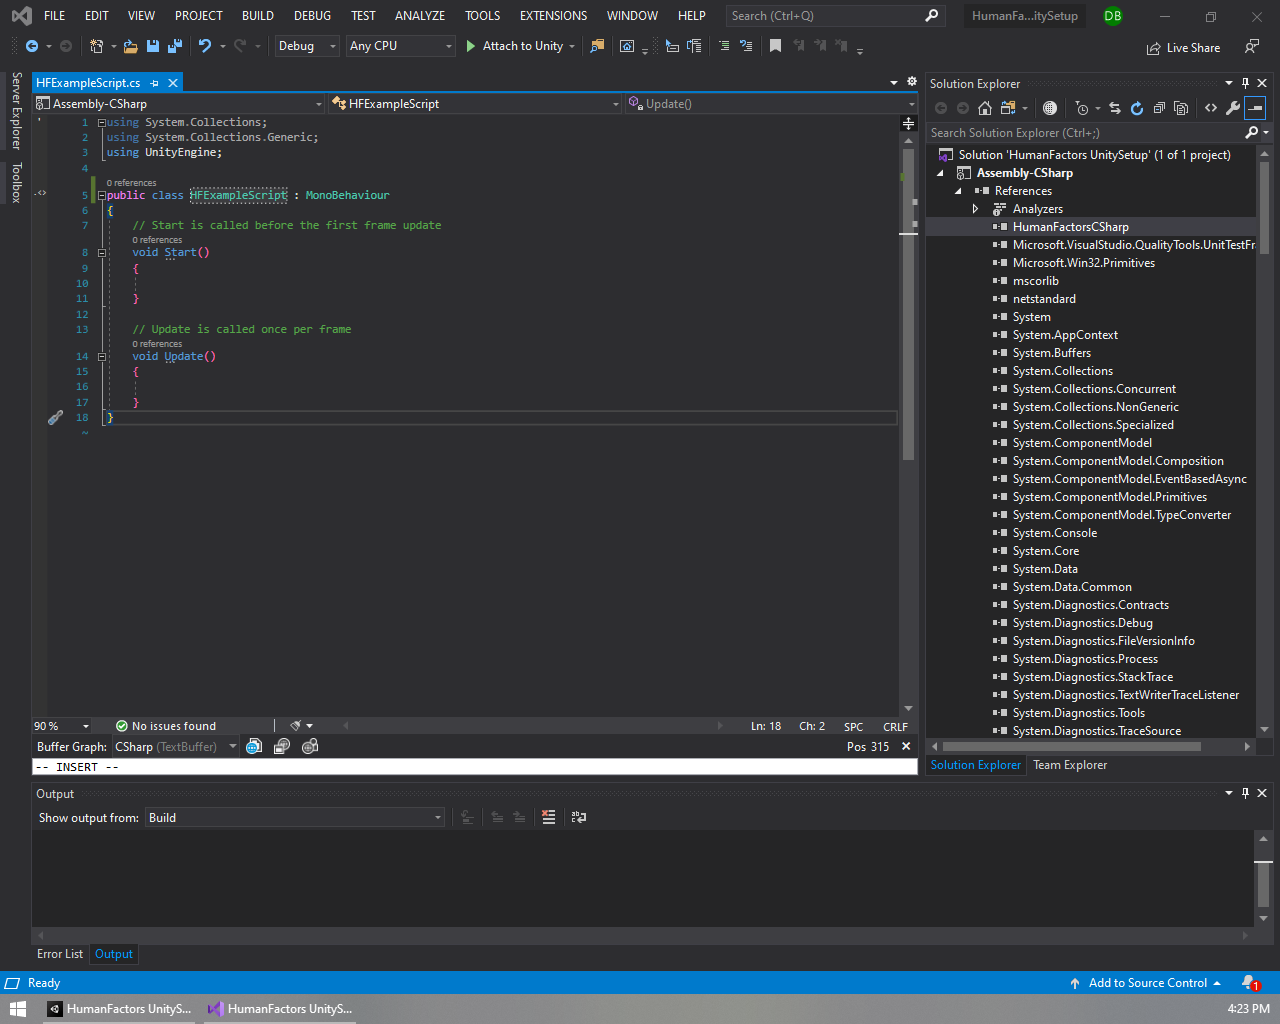 FILE EDIT VIEW PROJECT BUILD DEBUG TEST ANALYZE TOOLS EXTENSIONS WINDOW HELP Search (Ctrl+Q) HumanFa...itySetup DB
Debug Any CPU Attach to Unity Live Share
Server Explorer
Toolbox
HFExampleScript.cs
Assembly-CSharp HFExampleScript Update()
1 using System.Collections;
2 using System.Collections.Generic;
3 using UnityEngine;
4
0 references
5 public class HFExampleScript : MonoBehaviour
6 {
7 // Start is called before the first frame update
0 references
8 void Start()
9 {
10
11 }
12
13 // Update is called once per frame
0 references
14 void Update()
15 {
16
17 }
18 }
~
90 % No issues found Ln: 18 Ch: 2 SPC CRLF
Buffer Graph: CSharp (TextBuffer) Pos 315
-- INSERT --
Solution Explorer
Search Solution Explorer (Ctrl+;)
Solution 'HumanFactors UnitySetup' (1 of 1 project)
Assembly-CSharp
References
Analyzers
HumanFactorsCSharp
Microsoft.VisualStudio.QualityTools.UnitTestFr
Microsoft.Win32.Primitives
mscorlib
netstandard
System
System.AppContext
System.Buffers
System.Collections
System.Collections.Concurrent
System.Collections.NonGeneric
System.Collections.Specialized
System.ComponentModel
System.ComponentModel.Composition
System.ComponentModel.EventBasedAsync
System.ComponentModel.Primitives
System.ComponentModel.TypeConverter
System.Console
System.Core
System.Data
System.Data.Common
System.Diagnostics.Contracts
System.Diagnostics.Debug
System.Diagnostics.FileVersionInfo
System.Diagnostics.Process
System.Diagnostics.StackTrace
System.Diagnostics.TextWriterTraceListener
System.Diagnostics.Tools
System.Diagnostics.TraceSource
Solution Explorer Team Explorer
Output
Show output from: Build
Error List Output
Ready Add to Source Control 1
HumanFactors UnityS... HumanFactors UnityS... 4:23 PM